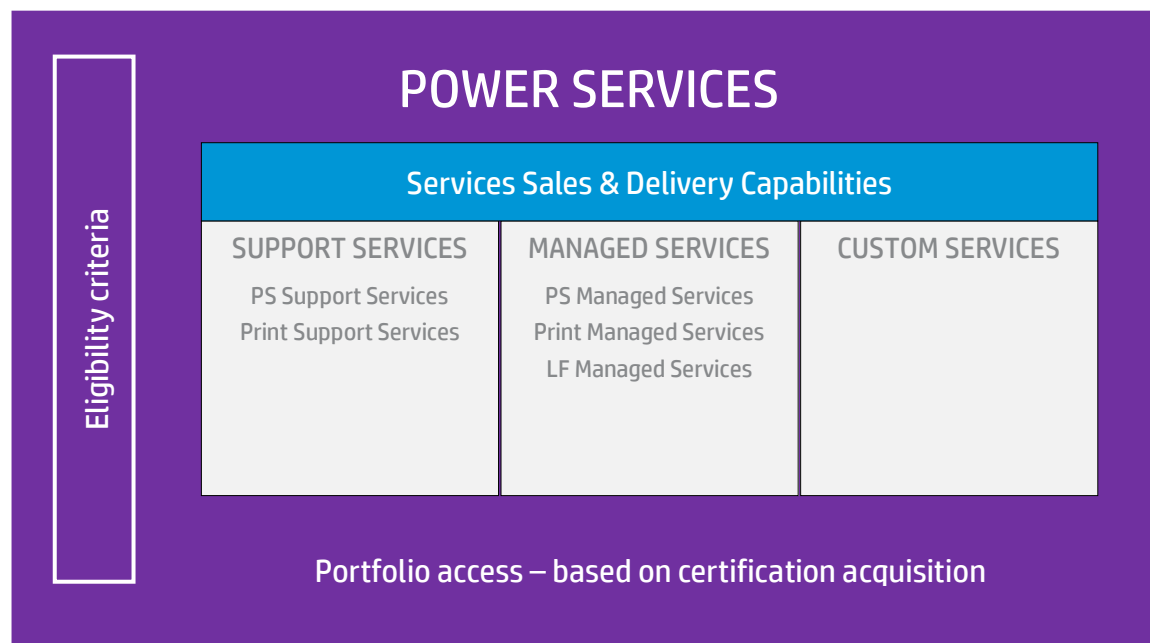 POWER SERVICES
Eligibility criteria
Services Sales & Delivery Capabilities
SUPPORT SERVICES
PS Support Services
Print Support Services
MANAGED SERVICES
PS Managed Services
Print Managed Services
LF Managed Services
CUSTOM SERVICES
Portfolio access – based on certification acquisition